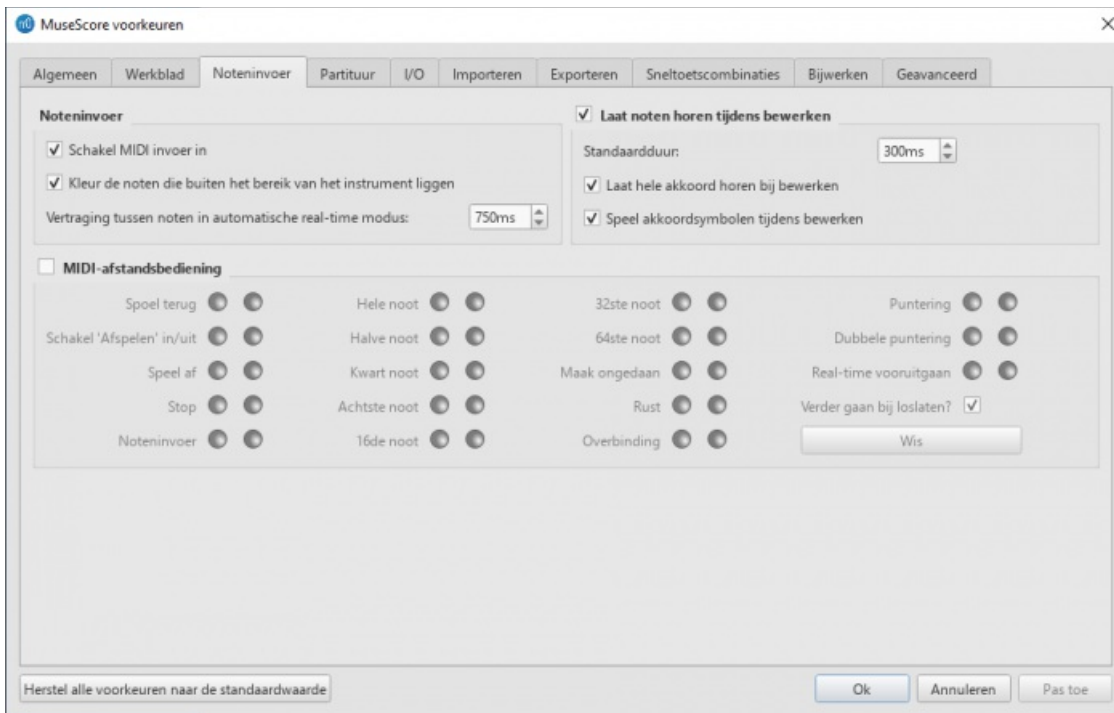 MuseScore voorkeuren
Algemeen Werkblad Noteninvoer Partituur I/O Importeren Exporteren Sneltoetscombinaties Bijwerken Geavanceerd
Noteninvoer
Schakel MIDI invoer in
Kleur de noten die buiten het bereik van het instrument liggen
Vertraging tussen noten in automatische real-time modus: 750ms
Laat noten horen tijdens bewerken
Standaardduur: 300ms
Laat hele akkoord horen bij bewerken
Speel akkoordsymbolen tijdens bewerken
MIDI-afstandsbediening
Spoel terug Hele noot 32ste noot Puntering
Schakel 'Afspelen' in/uit Halve noot 64ste noot Dubbele puntering
Speel af Kwart noot Maak ongedaan Real-time vooruitgaan
Stop Achtste noot Rust Verder gaan bij loslaten?
Noteninvoer 16de noot Overbinding Wis
Herstel alle voorkeuren naar de standaardwaarde Ok Annuleren Pas toe